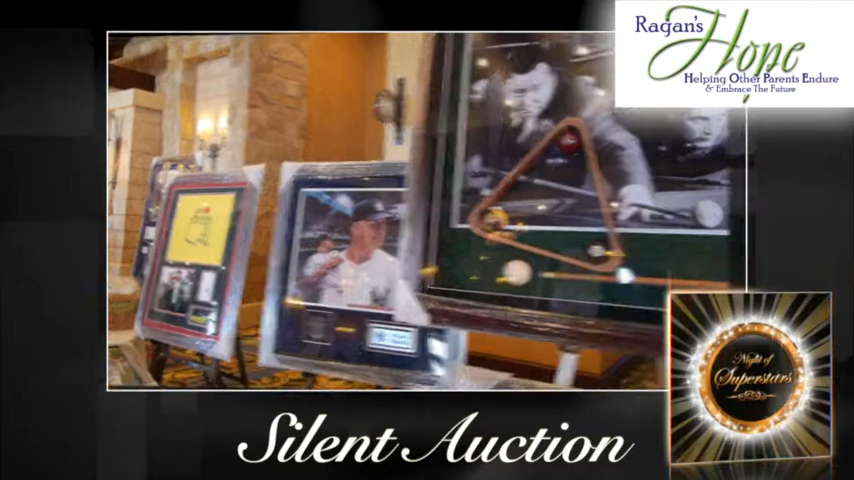 Ragan's
Hope
Helping Other Parents Endure
& Embrace The Future
Night of
Superstars
Silent Auction